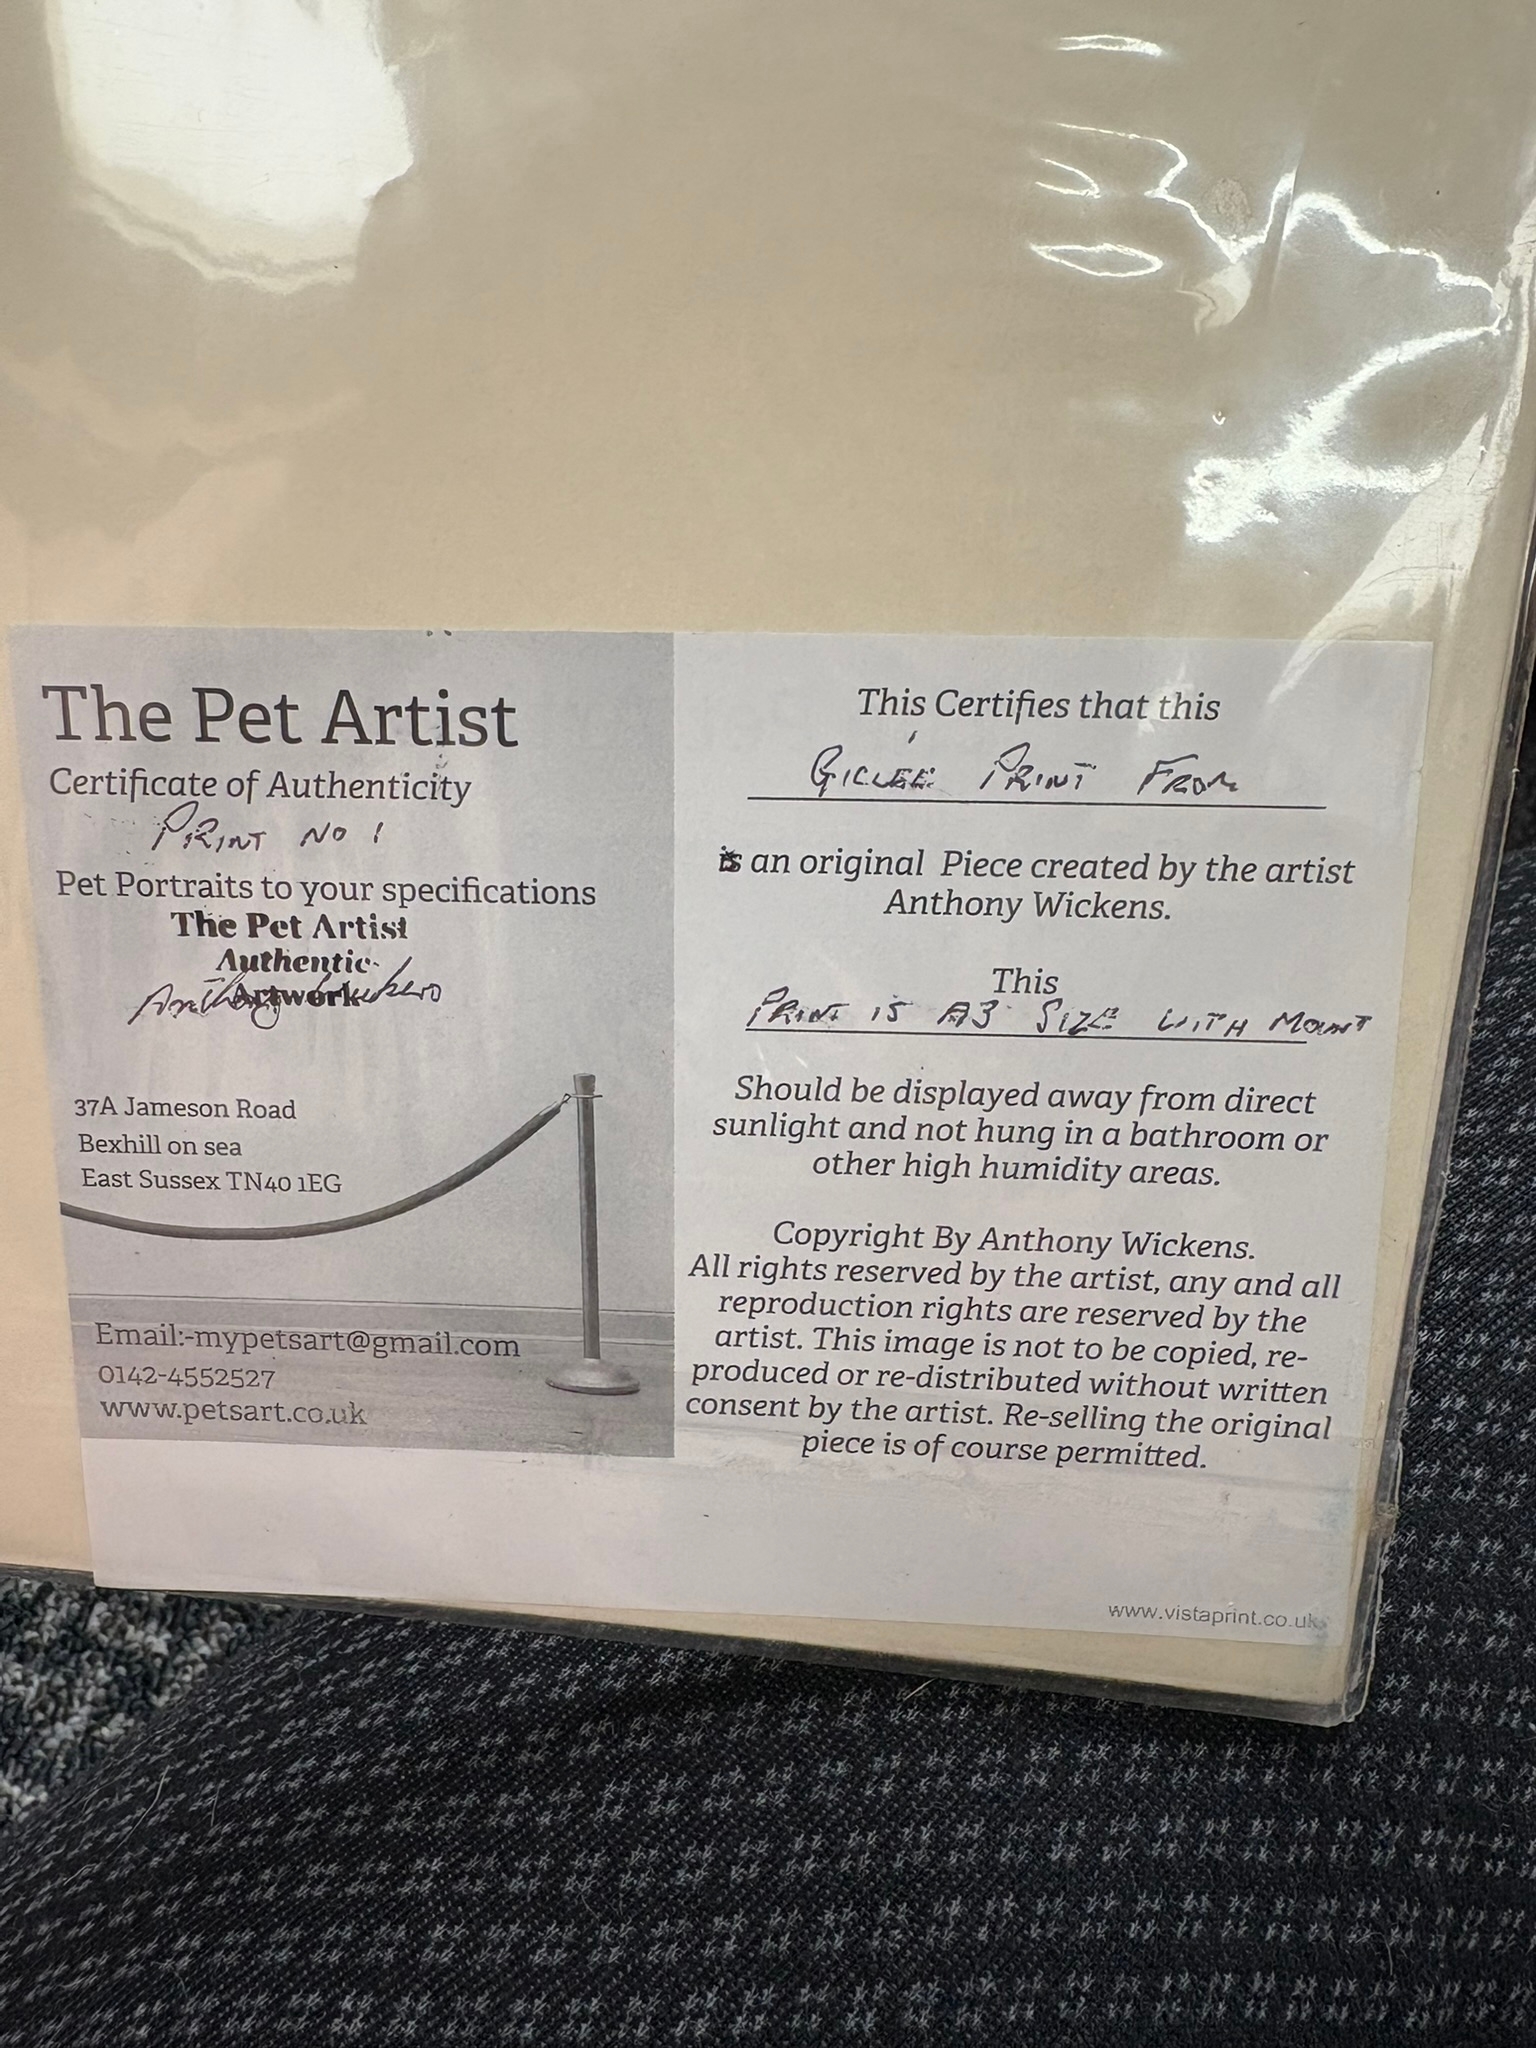 The Pet Artist
Certificate of Authenticity
PRINT NO 1
Pet Portraits to your specifications
The Pet Artist
Authentic
Artwork
Anthony Wickens
37A Jameson Road
Bexhill on sea
East Sussex TN40 1EG
Email:-mypetsart@gmail.com
0142-4552527
www.petsart.co.uk
This Certifies that this
GICLÉE PRINT FROM
is an original Piece created by the artist
Anthony Wickens.
This
PRINT IS A3 SIZE WITH MOUNT
Should be displayed away from direct
sunlight and not hung in a bathroom or
other high humidity areas.
Copyright By Anthony Wickens.
All rights reserved by the artist, any and all
reproduction rights are reserved by the
artist. This image is not to be copied, re-
produced or re-distributed without written
consent by the artist. Re-selling the original
piece is of course permitted.
www.vistaprint.co.uk